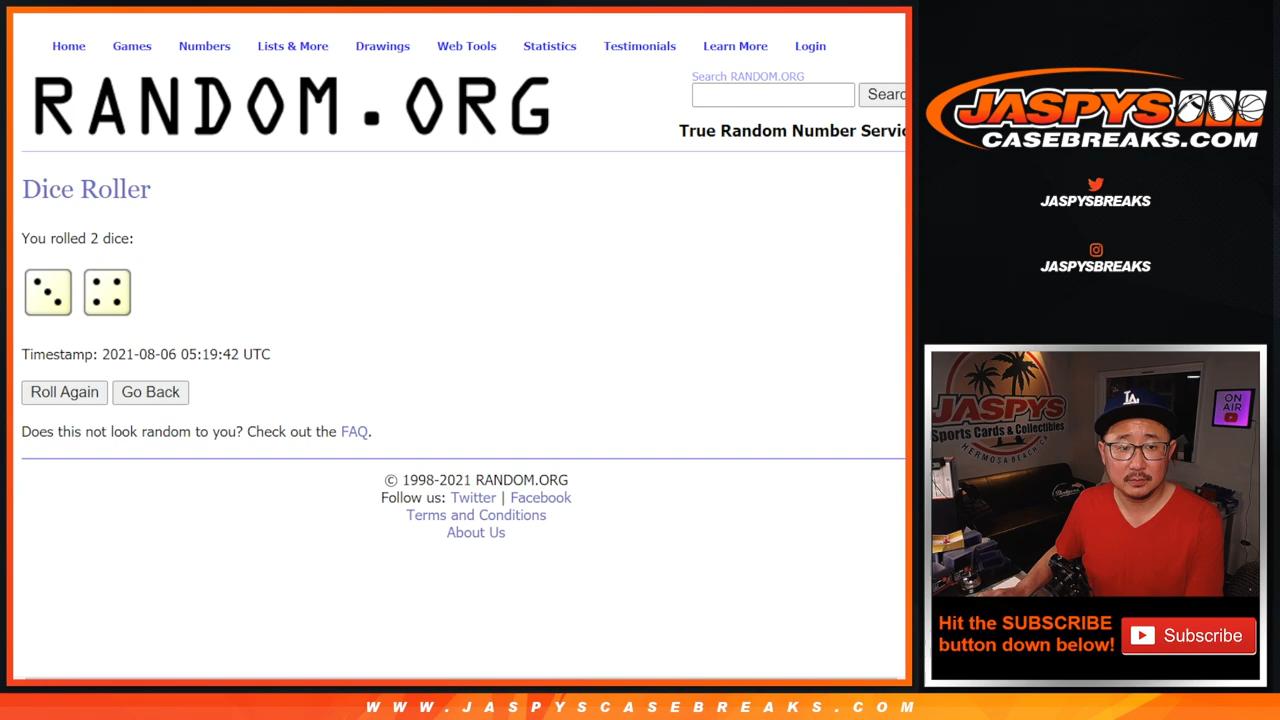 Home Games Numbers Lists & More Drawings Web Tools Statistics Testimonials Learn More Login
RANDOM.ORG
Search RANDOM.ORG
Searc
True Random Number Servic
Dice Roller
You rolled 2 dice:
Timestamp: 2021-08-06 05:19:42 UTC
Roll Again Go Back
Does this not look random to you? Check out the FAQ.
© 1998-2021 RANDOM.ORG
Follow us: Twitter | Facebook
Terms and Conditions
About Us
JASPYS
CASEBREAKS.COM
JASPYSBREAKS
JASPYSBREAKS
JASPYS
Sports Cards & Collectibles
HERMOSA BEACH CA
ON
AIR
LA
Dodgers
Hit the SUBSCRIBE
button down below!
Subscribe
WWW.JASPYSCASEBREAKS.COM